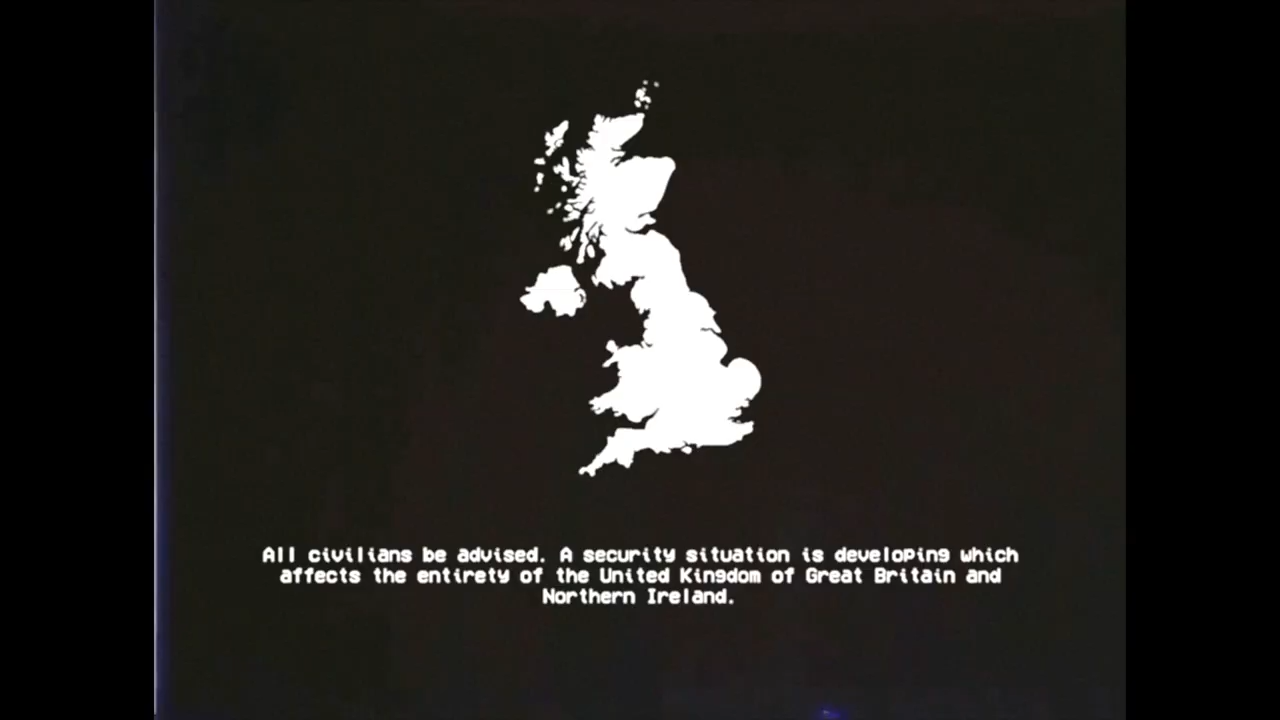 All civilians be advised. A security situation is developing which
affects the entirety of the United Kingdom of Great Britain and
Northern Ireland.